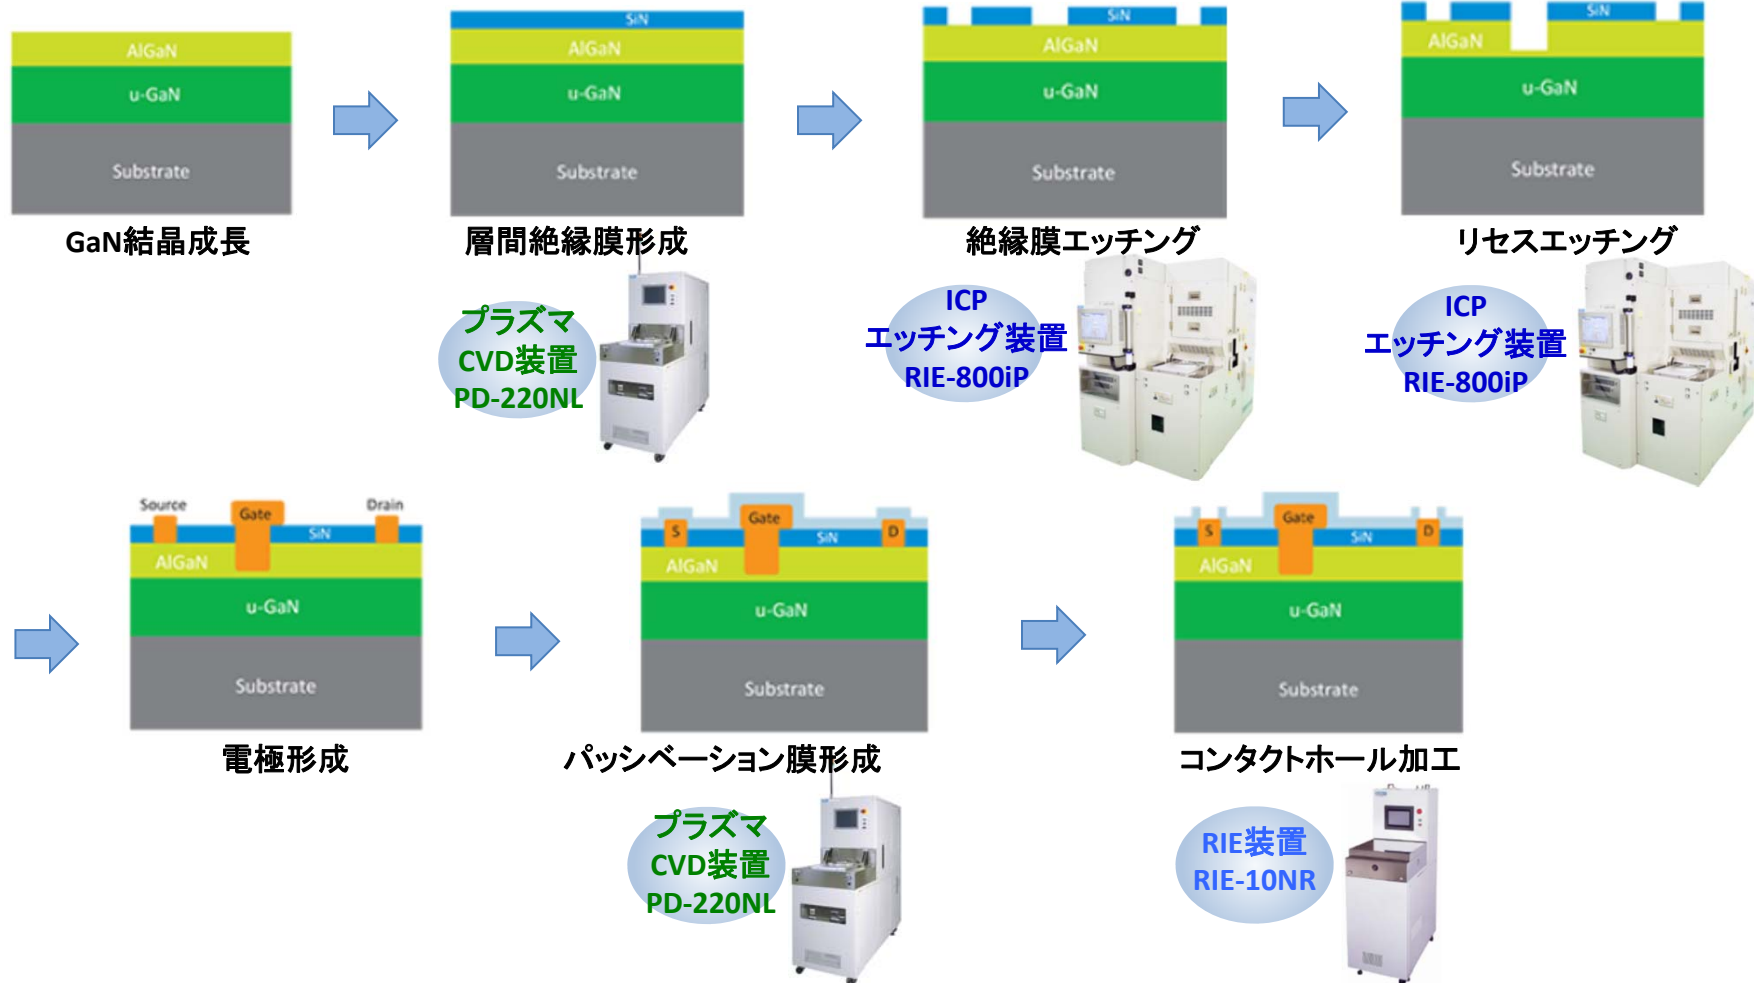 AlGaN
u-GaN
Substrate
GaN結晶成長
SiN
AlGaN
u-GaN
Substrate
層間絶縁膜形成
プラズマ
CVD装置
PD-220NL
SiN
AlGaN
u-GaN
Substrate
絶縁膜エッチング
ICP
エッチング装置
RIE-800iP
SiN
AlGaN
u-GaN
Substrate
リセスエッチング
ICP
エッチング装置
RIE-800iP
Source
Gate
Drain
SiN
AlGaN
u-GaN
Substrate
電極形成
S
Gate
D
SiN
AlGaN
u-GaN
Substrate
パッシベーション膜形成
プラズマ
CVD装置
PD-220NL
S
Gate
D
SiN
AlGaN
u-GaN
Substrate
コンタクトホール加工
RIE装置
RIE-10NR